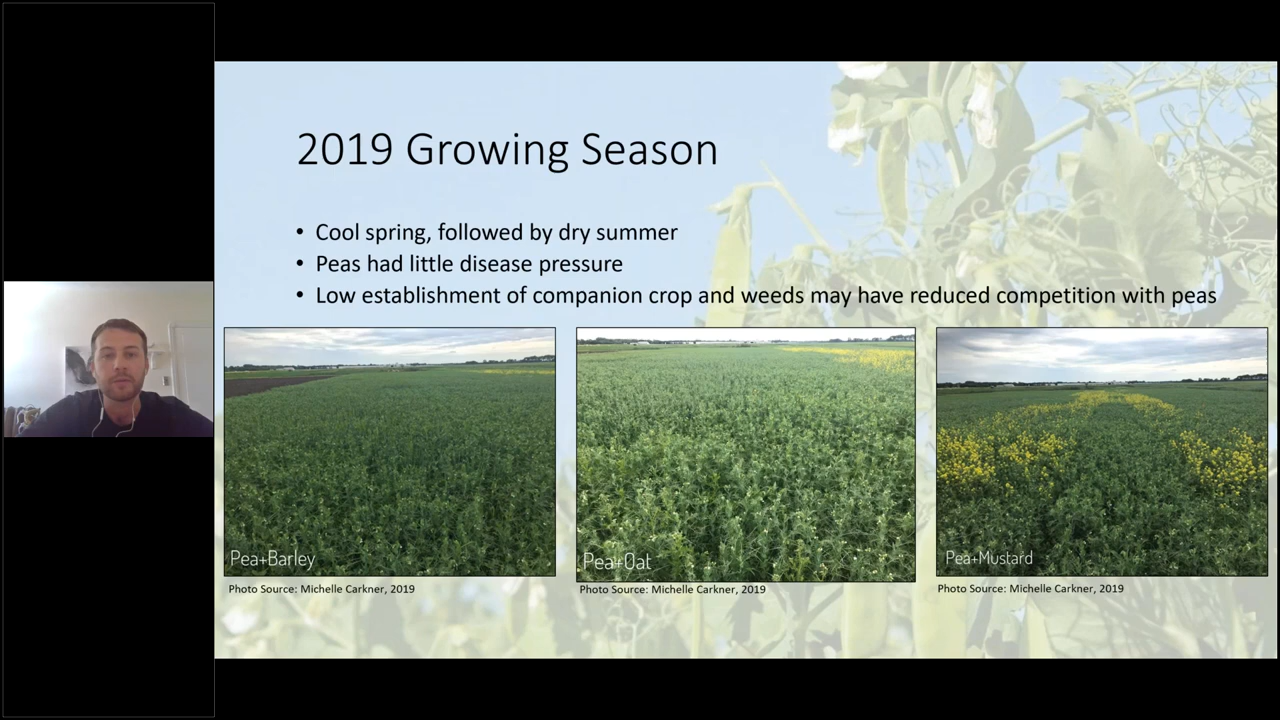 2019 Growing Season
• Cool spring, followed by dry summer
• Peas had little disease pressure
• Low establishment of companion crop and weeds may have reduced competition with peas
Pea+Barley
Pea+Oat
Pea+Mustard
Photo Source: Michelle Carkner, 2019
Photo Source: Michelle Carkner, 2019
Photo Source: Michelle Carkner, 2019